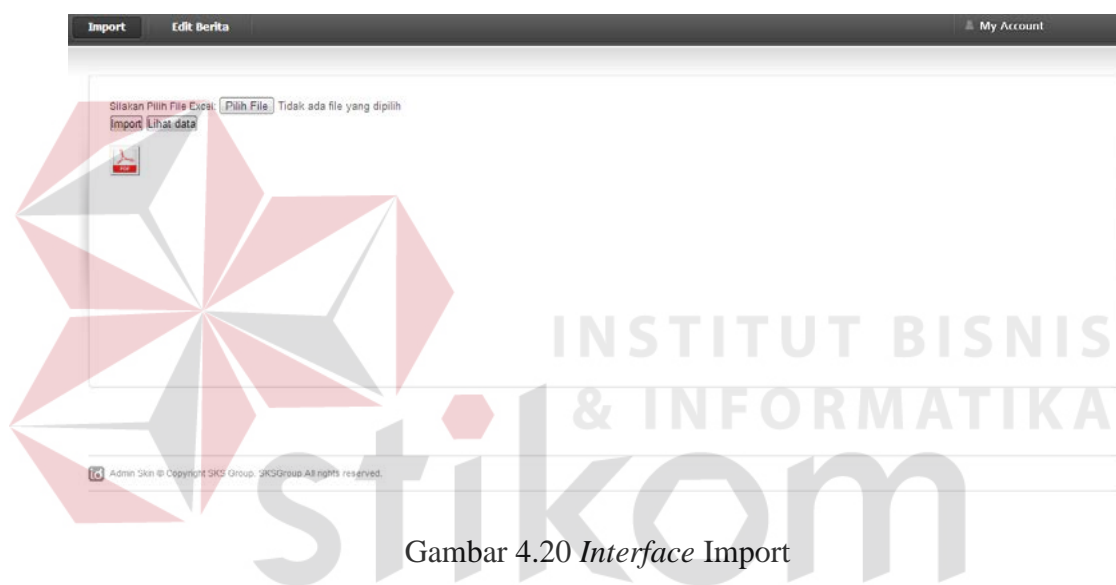 Import Edit Berita My Account
Silakan Pilih File Excel: Pilih File Tidak ada file yang dipilih
Import Lihat data
PDF
INSTITUT BISNIS
& INFORMATIKA
stikom
Admin Skin © Copyright SKS Group. SKSGroup.All rights reserved.
Gambar 4.20 Interface Import